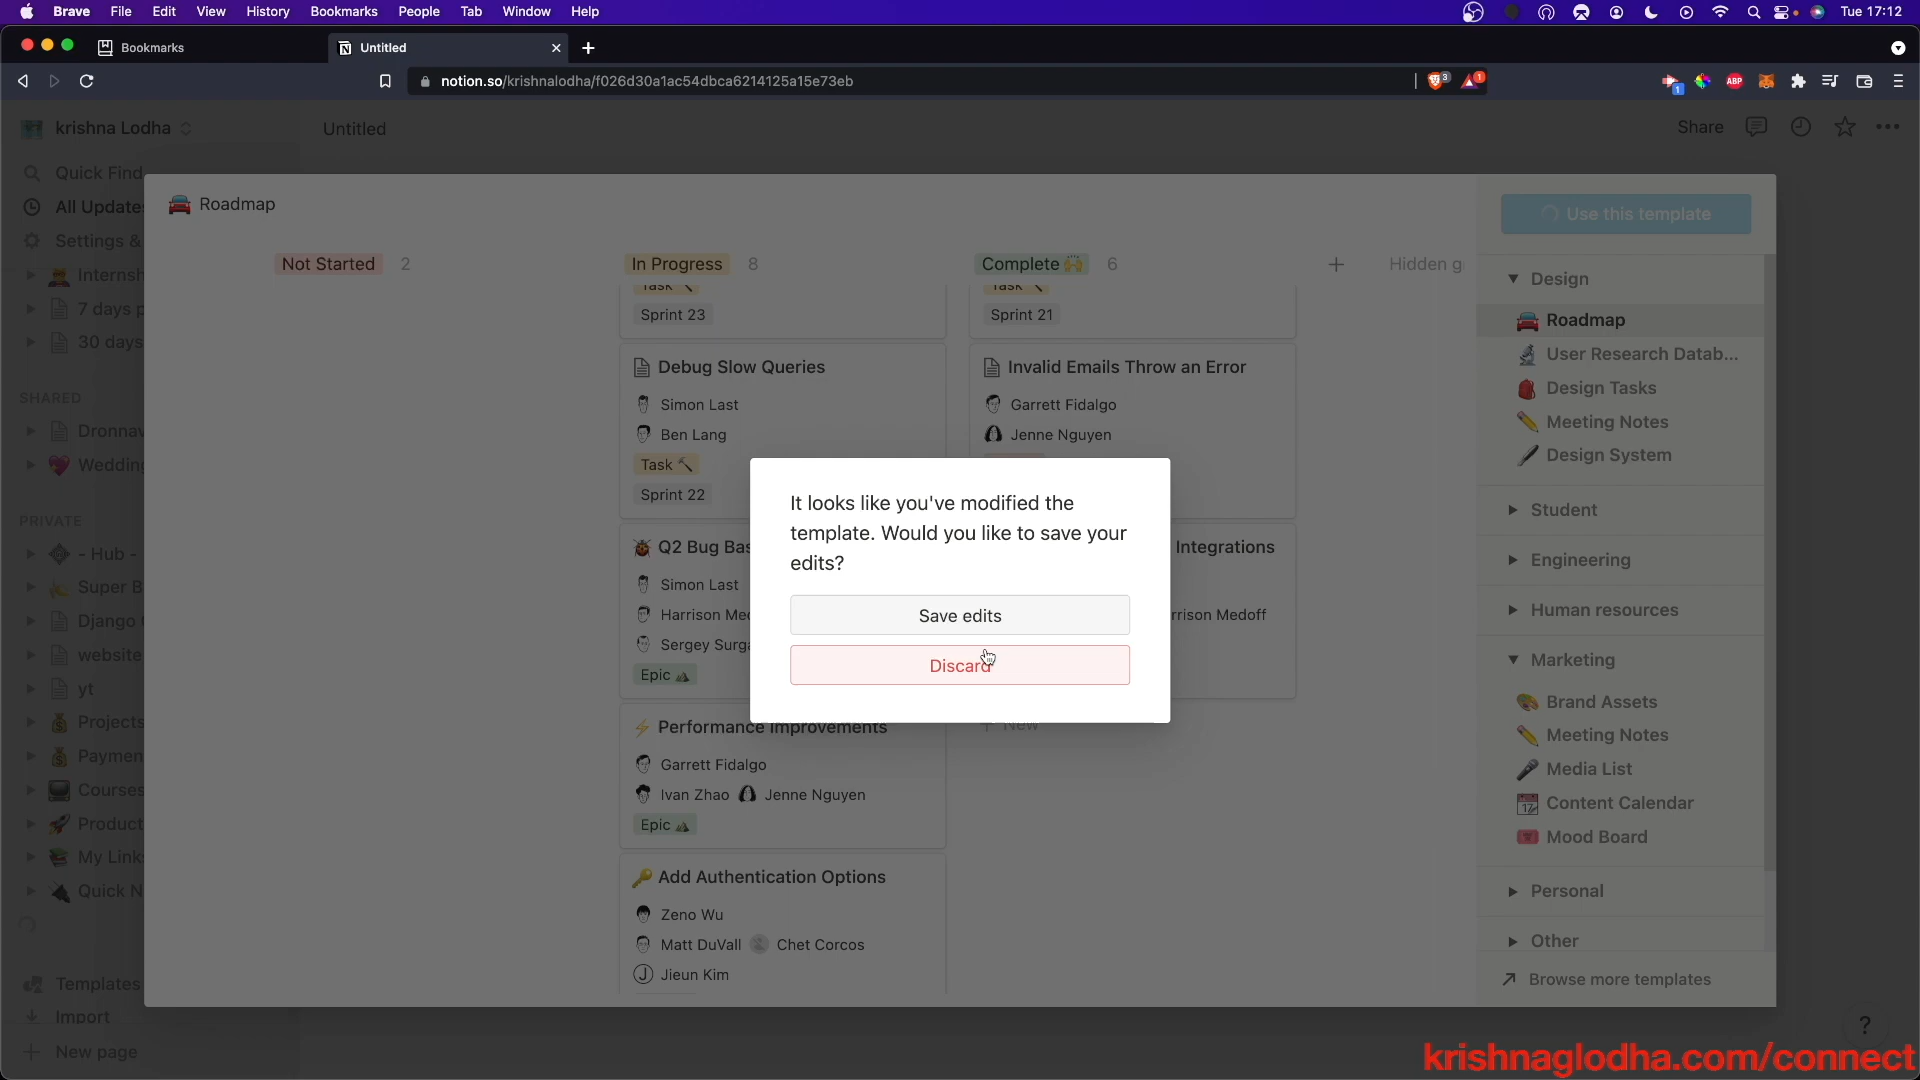 Brave File Edit View History Bookmarks People Tab Window Help
Tue 17:12
Bookmarks
Untitled
notion.so/krishnalodha/f026d30a1ac54dbca6214125a15e73eb
3
1
1
ABP
krishna Lodha
Untitled
Share
Quick Find
All Updates
Settings &
Internsh
7 days p
30 days
SHARED
Dronnav
Wedding
PRIVATE
- Hub -
Super B
Django
website
yt
Projects
Paymen
Courses
Product
My Link
Quick N
Templates
Import
New page
Roadmap
Not Started 2
In Progress 8
Complete 🙌 6
Hidden g
Task 🔨
Sprint 23
Debug Slow Queries
Simon Last
Ben Lang
Task 🔨
Sprint 22
Q2 Bug Bas
Simon Last
Harrison Med
Sergey Surga
Epic
Performance Improvements
Garrett Fidalgo
Ivan Zhao Jenne Nguyen
Epic
Add Authentication Options
Zeno Wu
Matt DuVall Chet Corcos
Jieun Kim
Task 🔨
Sprint 21
Invalid Emails Throw an Error
Garrett Fidalgo
Jenne Nguyen
Integrations
rrison Medoff
+ New
It looks like you've modified the
template. Would you like to save your
edits?
Save edits
Discard
Use this template
Design
Roadmap
User Research Datab...
Design Tasks
Meeting Notes
Design System
Student
Engineering
Human resources
Marketing
Brand Assets
Meeting Notes
Media List
Content Calendar
Mood Board
Personal
Other
Browse more templates
?
krishnaglodha.com/connect